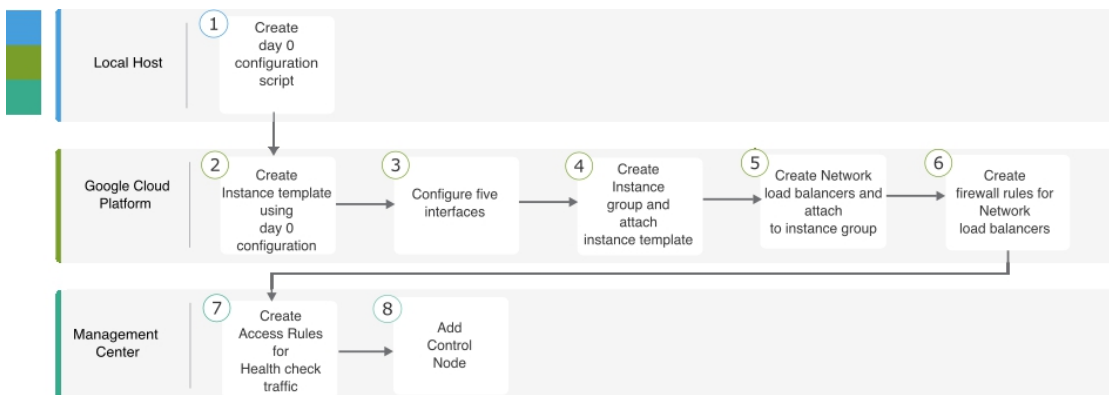 1
Create
day 0
configuration
script
Local Host
2
3
4
5
6
Create
Instance template
using
day 0
configuration
Configure five
interfaces
Create
Instance
group and
attach
instance template
Create Network
load balancers and
attach
to instance group
Create
firewall rules for
Network
load balancers
Google Cloud
Platform
7
8
Create
Access Rules
for
Health check
traffic
Add
Control
Node
Management
Center